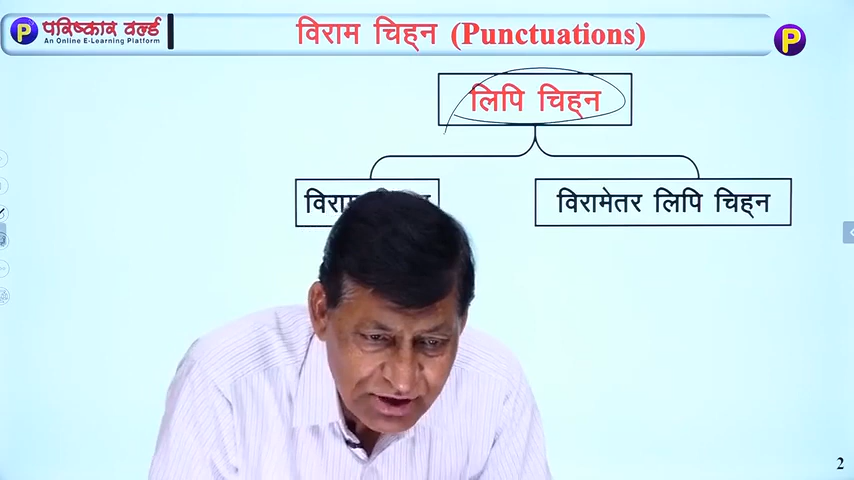 P परिष्कार वर्ल्ड
An Online E-Learning Platform
विराम चिह्न (Punctuations)
P
लिपि चिह्न
विरामेतर लिपि चिह्न
2